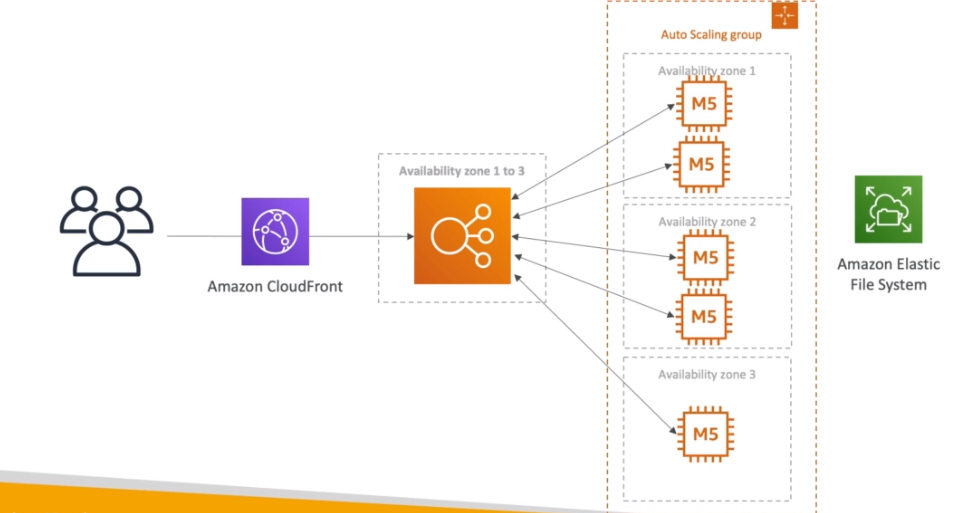 Auto Scaling group
Availability zone 1
M5
M5
Availability zone 1 to 3
Availability zone 2
M5
M5
Amazon CloudFront
Amazon Elastic
File System
Availability zone 3
M5